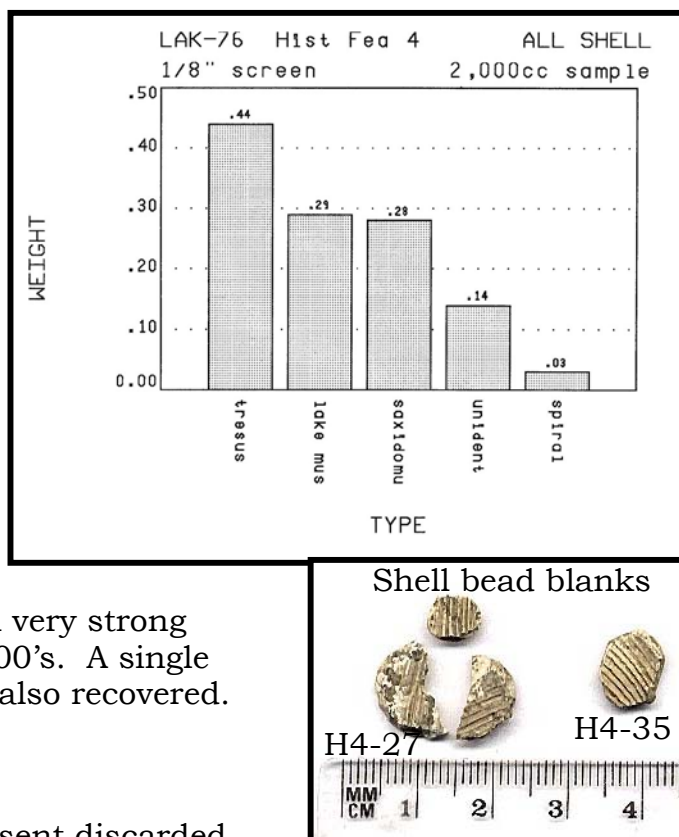 LAK-76 Hist Fea 4 ALL SHELL
1/8" screen 2,000cc sample
.50
.44
.40
.30
.29
.28
.20
.14
.10
.03
0.00
WEIGHT
tresus
lake mus
saxidomu
unident
spiral
TYPE
very strong
00's. A single
also recovered.
sent discarded
Shell bead blanks
H4-27
H4-35
MM
CM 1 2 3 4